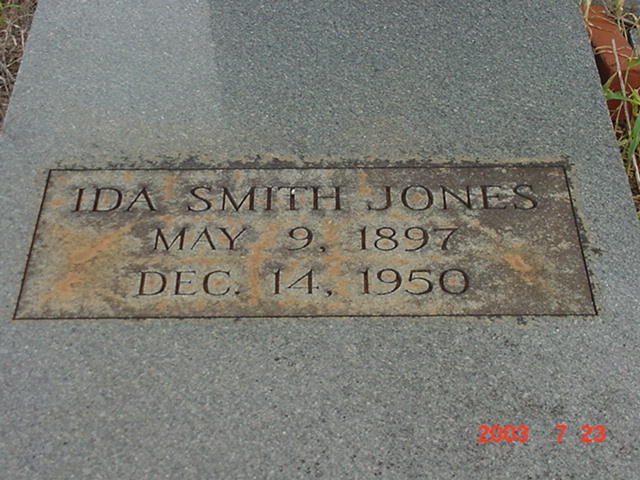 IDA SMITH JONES
MAY 9, 1897
DEC. 14, 1950
2003 7 23